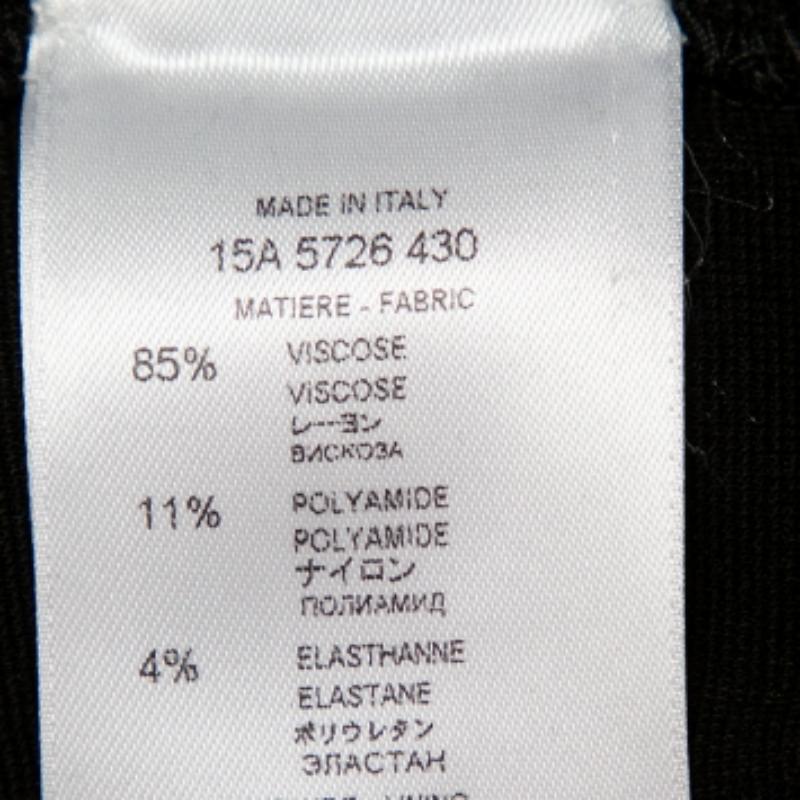 MADE IN ITALY
15A 5726 430
MATIERE - FABRIC
85% VISCOSE
VISCOSE
レーヨン
ВИСКОЗА
11% POLYAMIDE
POLYAMIDE
ナイロン
ПОЛИАМИД
4% ELASTHANNE
ELASTANE
ポリウレタン
ЭЛАСТАН